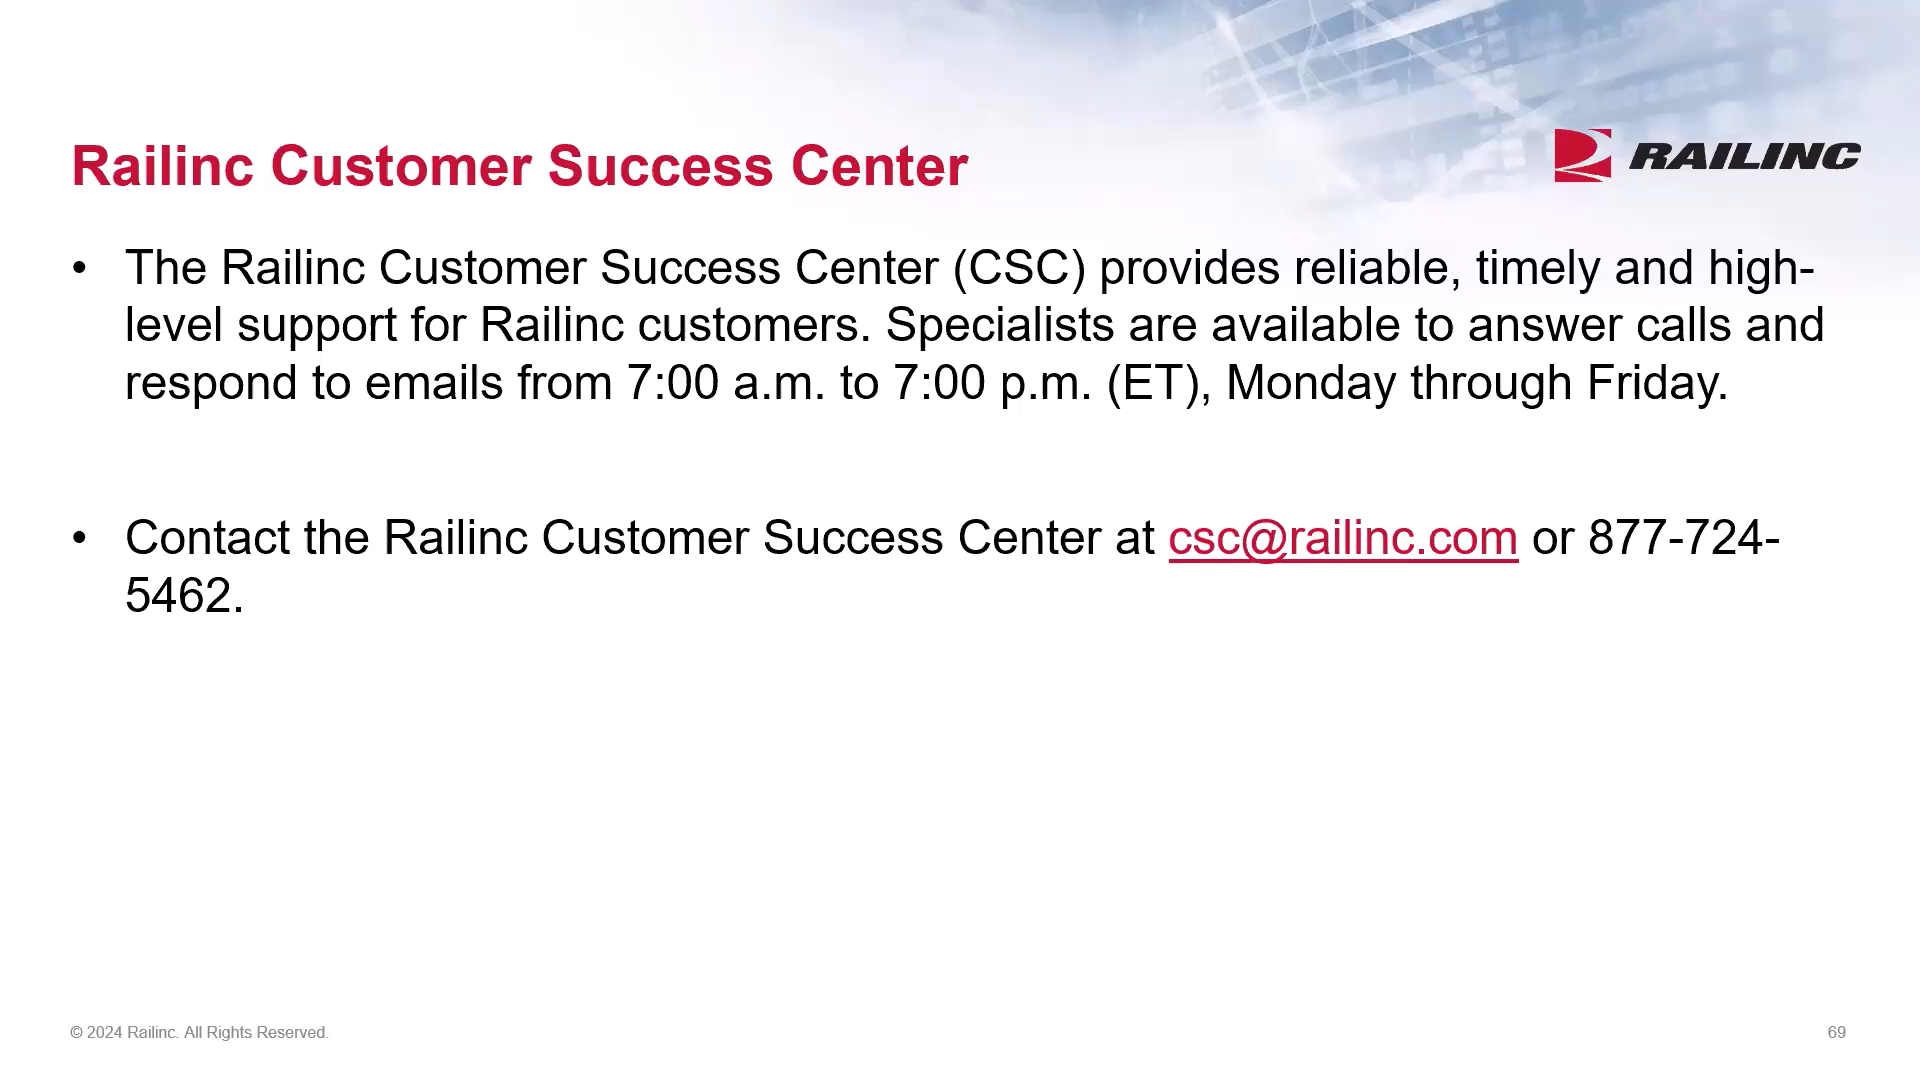 Railinc Customer Success Center
RAILINC
• The Railinc Customer Success Center (CSC) provides reliable, timely and high-
level support for Railinc customers. Specialists are available to answer calls and
respond to emails from 7:00 a.m. to 7:00 p.m. (ET), Monday through Friday.
• Contact the Railinc Customer Success Center at csc@railinc.com or 877-724-
5462.
© 2024 Railinc. All Rights Reserved.
69